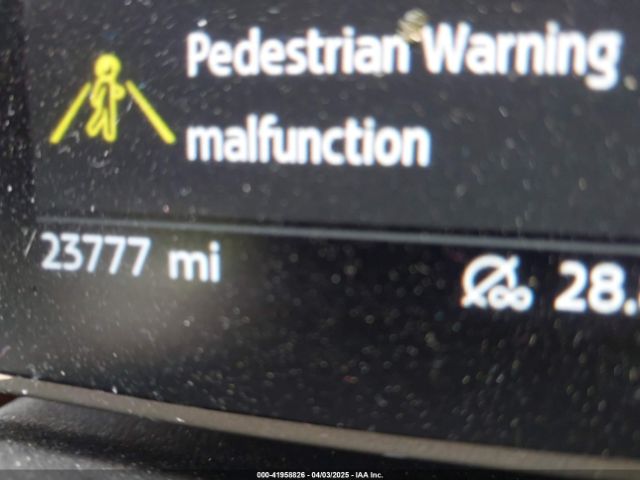 Pedestrian Warning
malfunction
23777 mi
28.
000-41958826 - 04/03/2025 - IAA Inc.